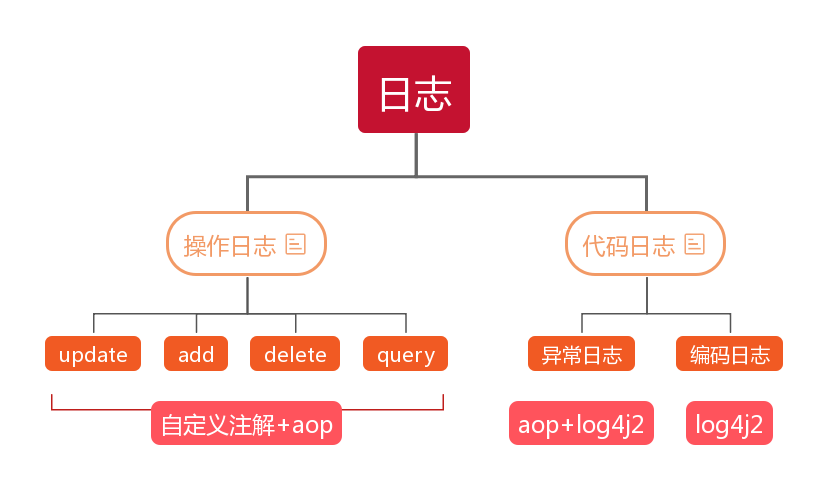 日志
操作日志
代码日志
update
add
delete
query
异常日志
编码日志
自定义注解+aop
aop+log4j2
log4j2